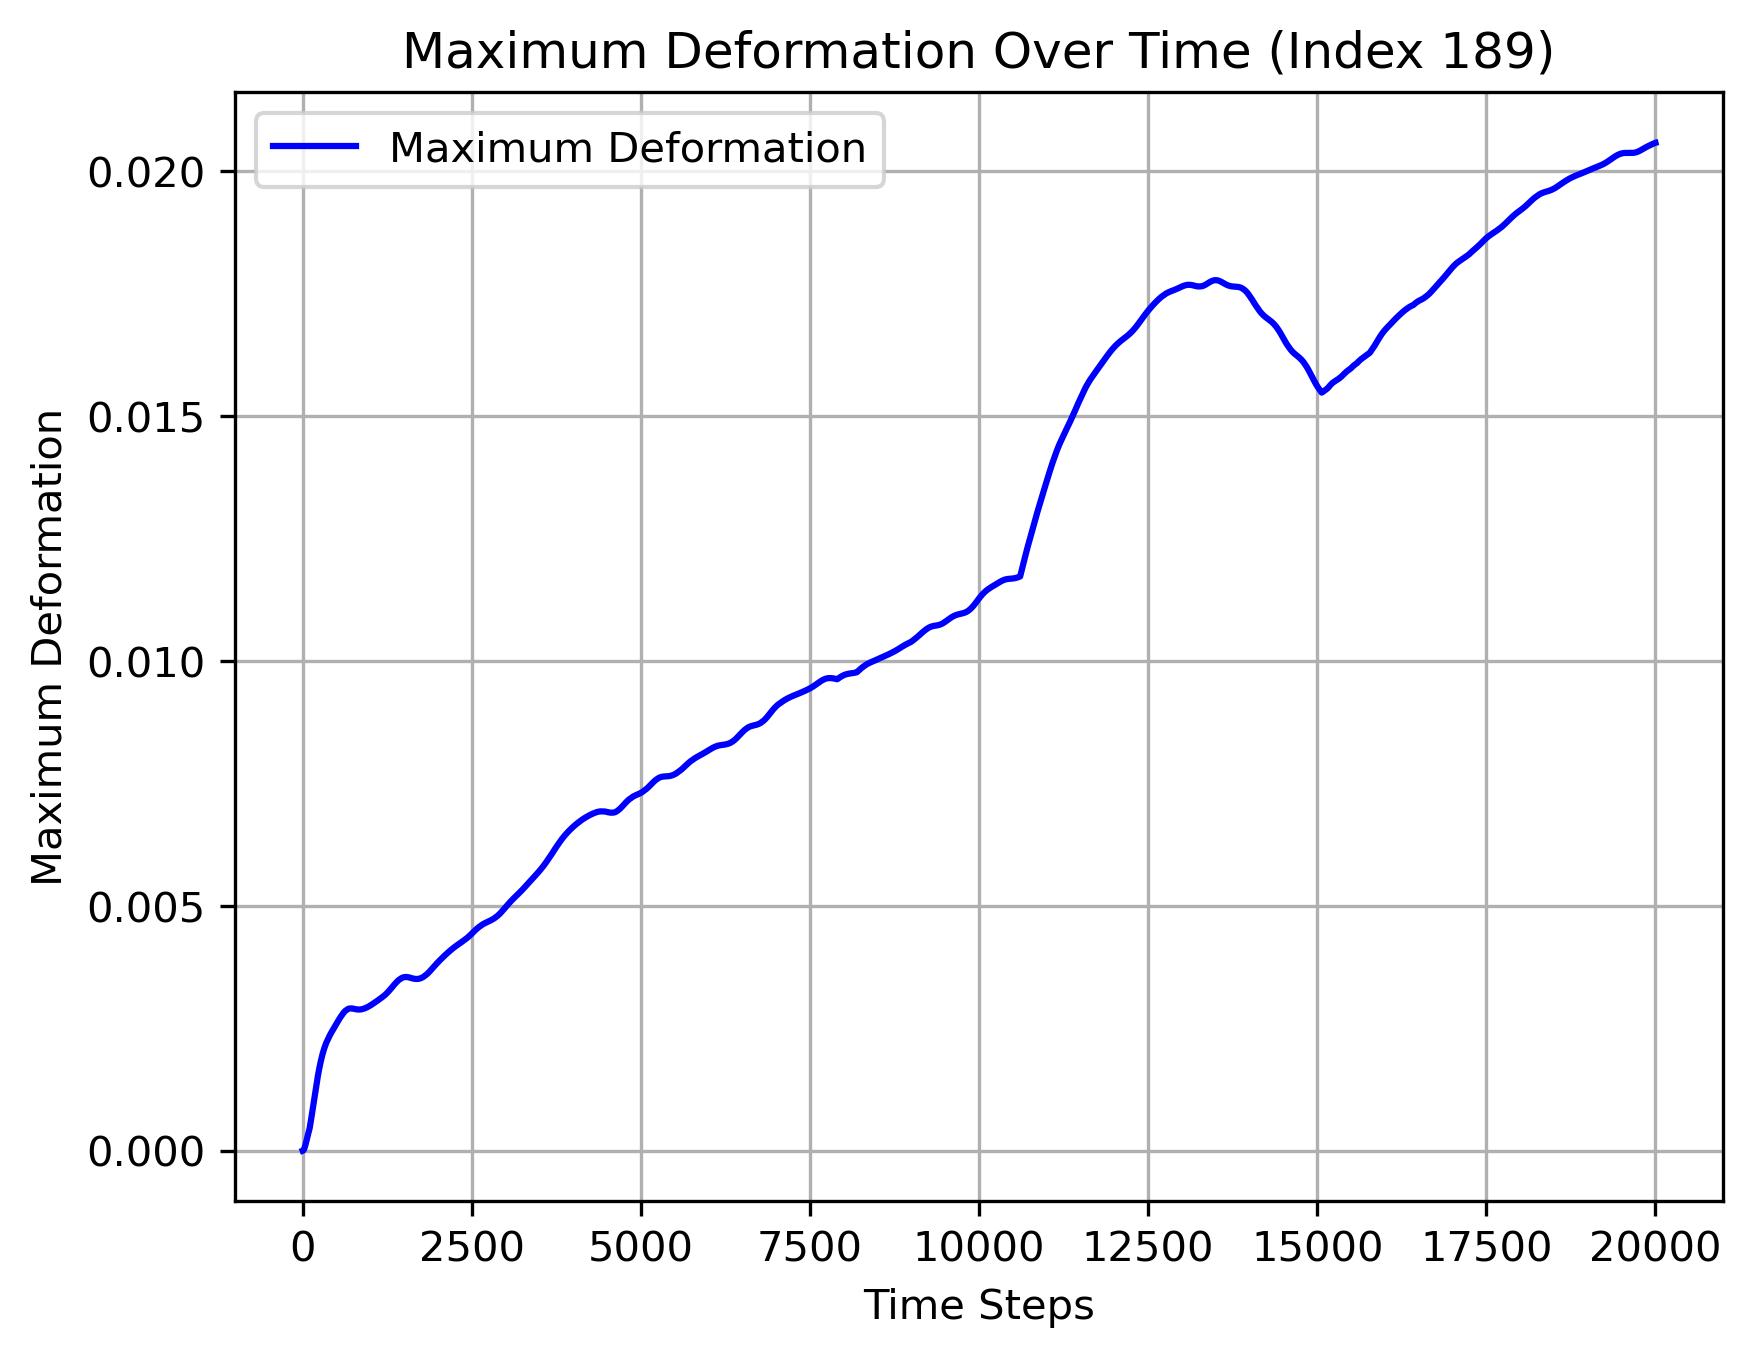 Maximum Deformation Over Time (Index 189)
Maximum Deformation
0.020
0.015
0.010
0.005
0.000
Maximum Deformation
0 2500 5000 7500 10000 12500 15000 17500 20000
Time Steps